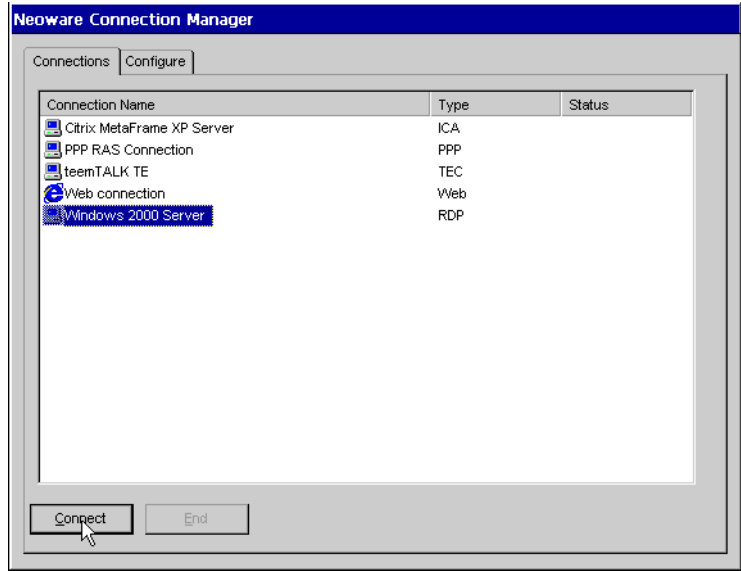 Neoware Connection Manager
Connections Configure
Connection Name Type Status
Citrix MetaFrame XP Server ICA
PPP RAS Connection PPP
teemTALK TE TEC
Web connection Web
Windows 2000 Server RDP
Connect End